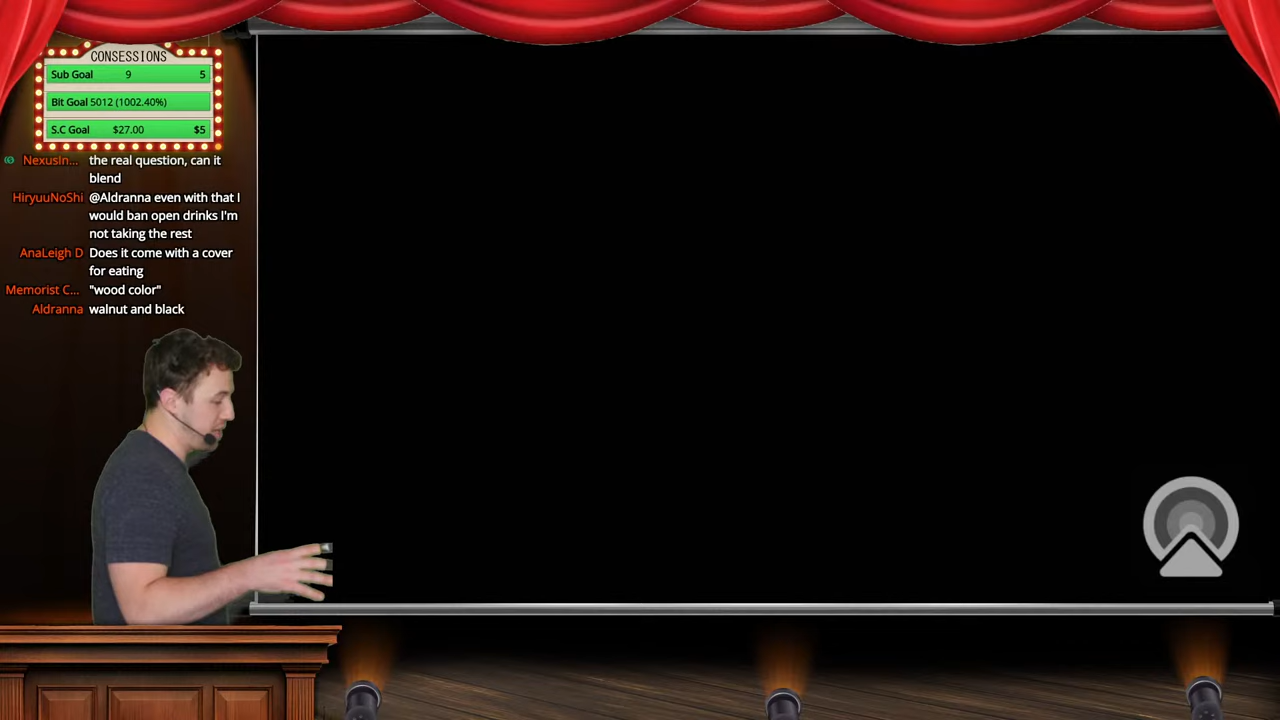 CONSESSIONS
Sub Goal 9 5
Bit Goal 5012 (1002.40%)
S.C Goal $27.00 $5
NexusIn... the real question, can it
blend
HiryuuNoShi @Aldranna even with that I
would ban open drinks I'm
not taking the rest
AnaLeigh D Does it come with a cover
for eating
Memorist C... "wood color"
Aldranna walnut and black